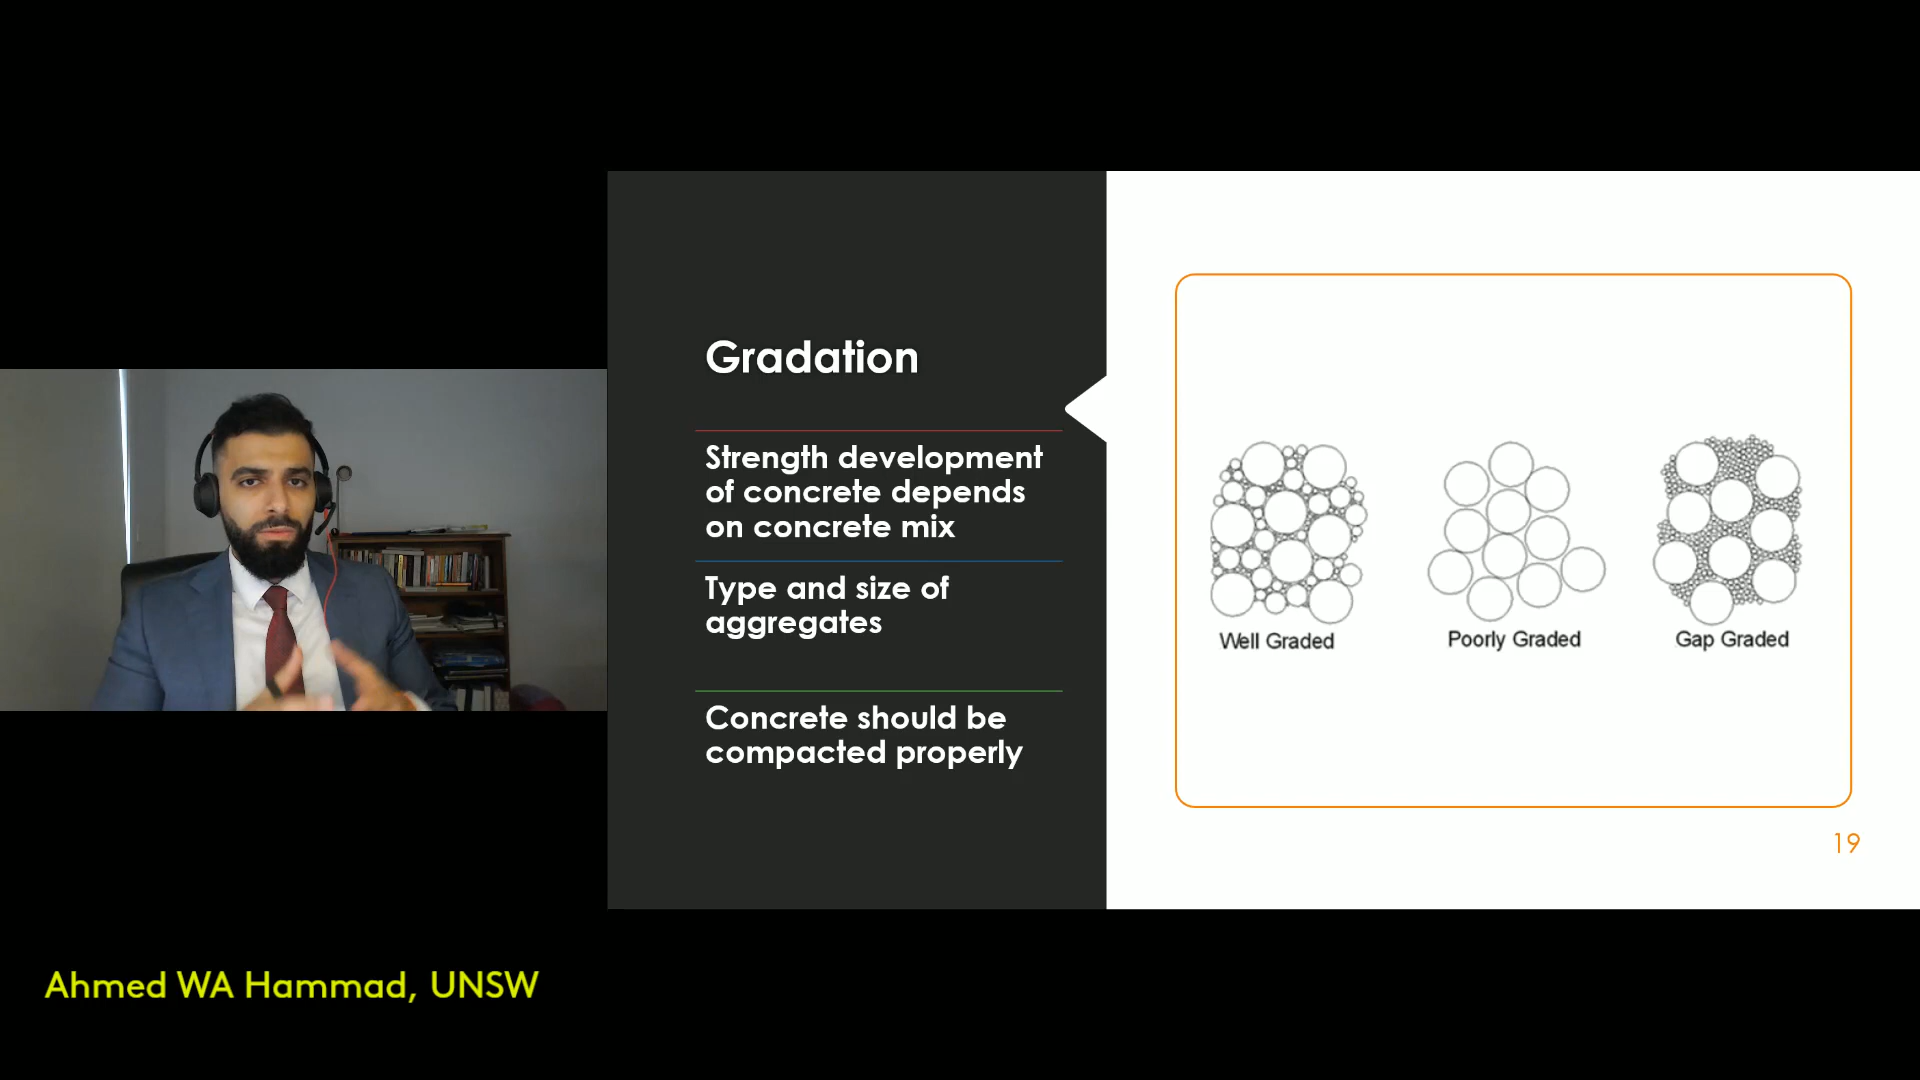 Gradation
Strength development
of concrete depends
on concrete mix
Type and size of
aggregates
Concrete should be
compacted properly
Well Graded
Poorly Graded
Gap Graded
19
Ahmed WA Hammad, UNSW